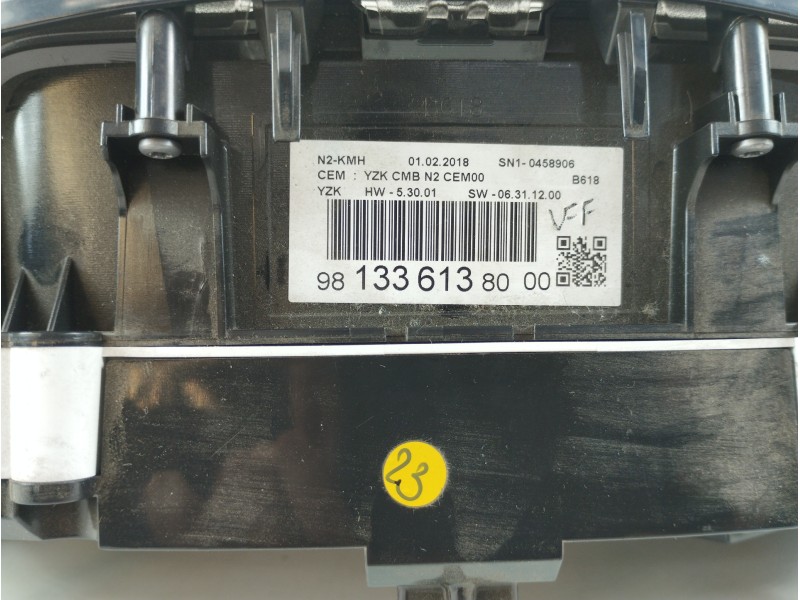 N2-KMH 01.02.2018 SN1-0458906
CEM : YZK CMB N2 CEM00 B618
YZK HW - 5.30.01 SW - 06.31.12.00
VFF
98 133 613 80 00
23